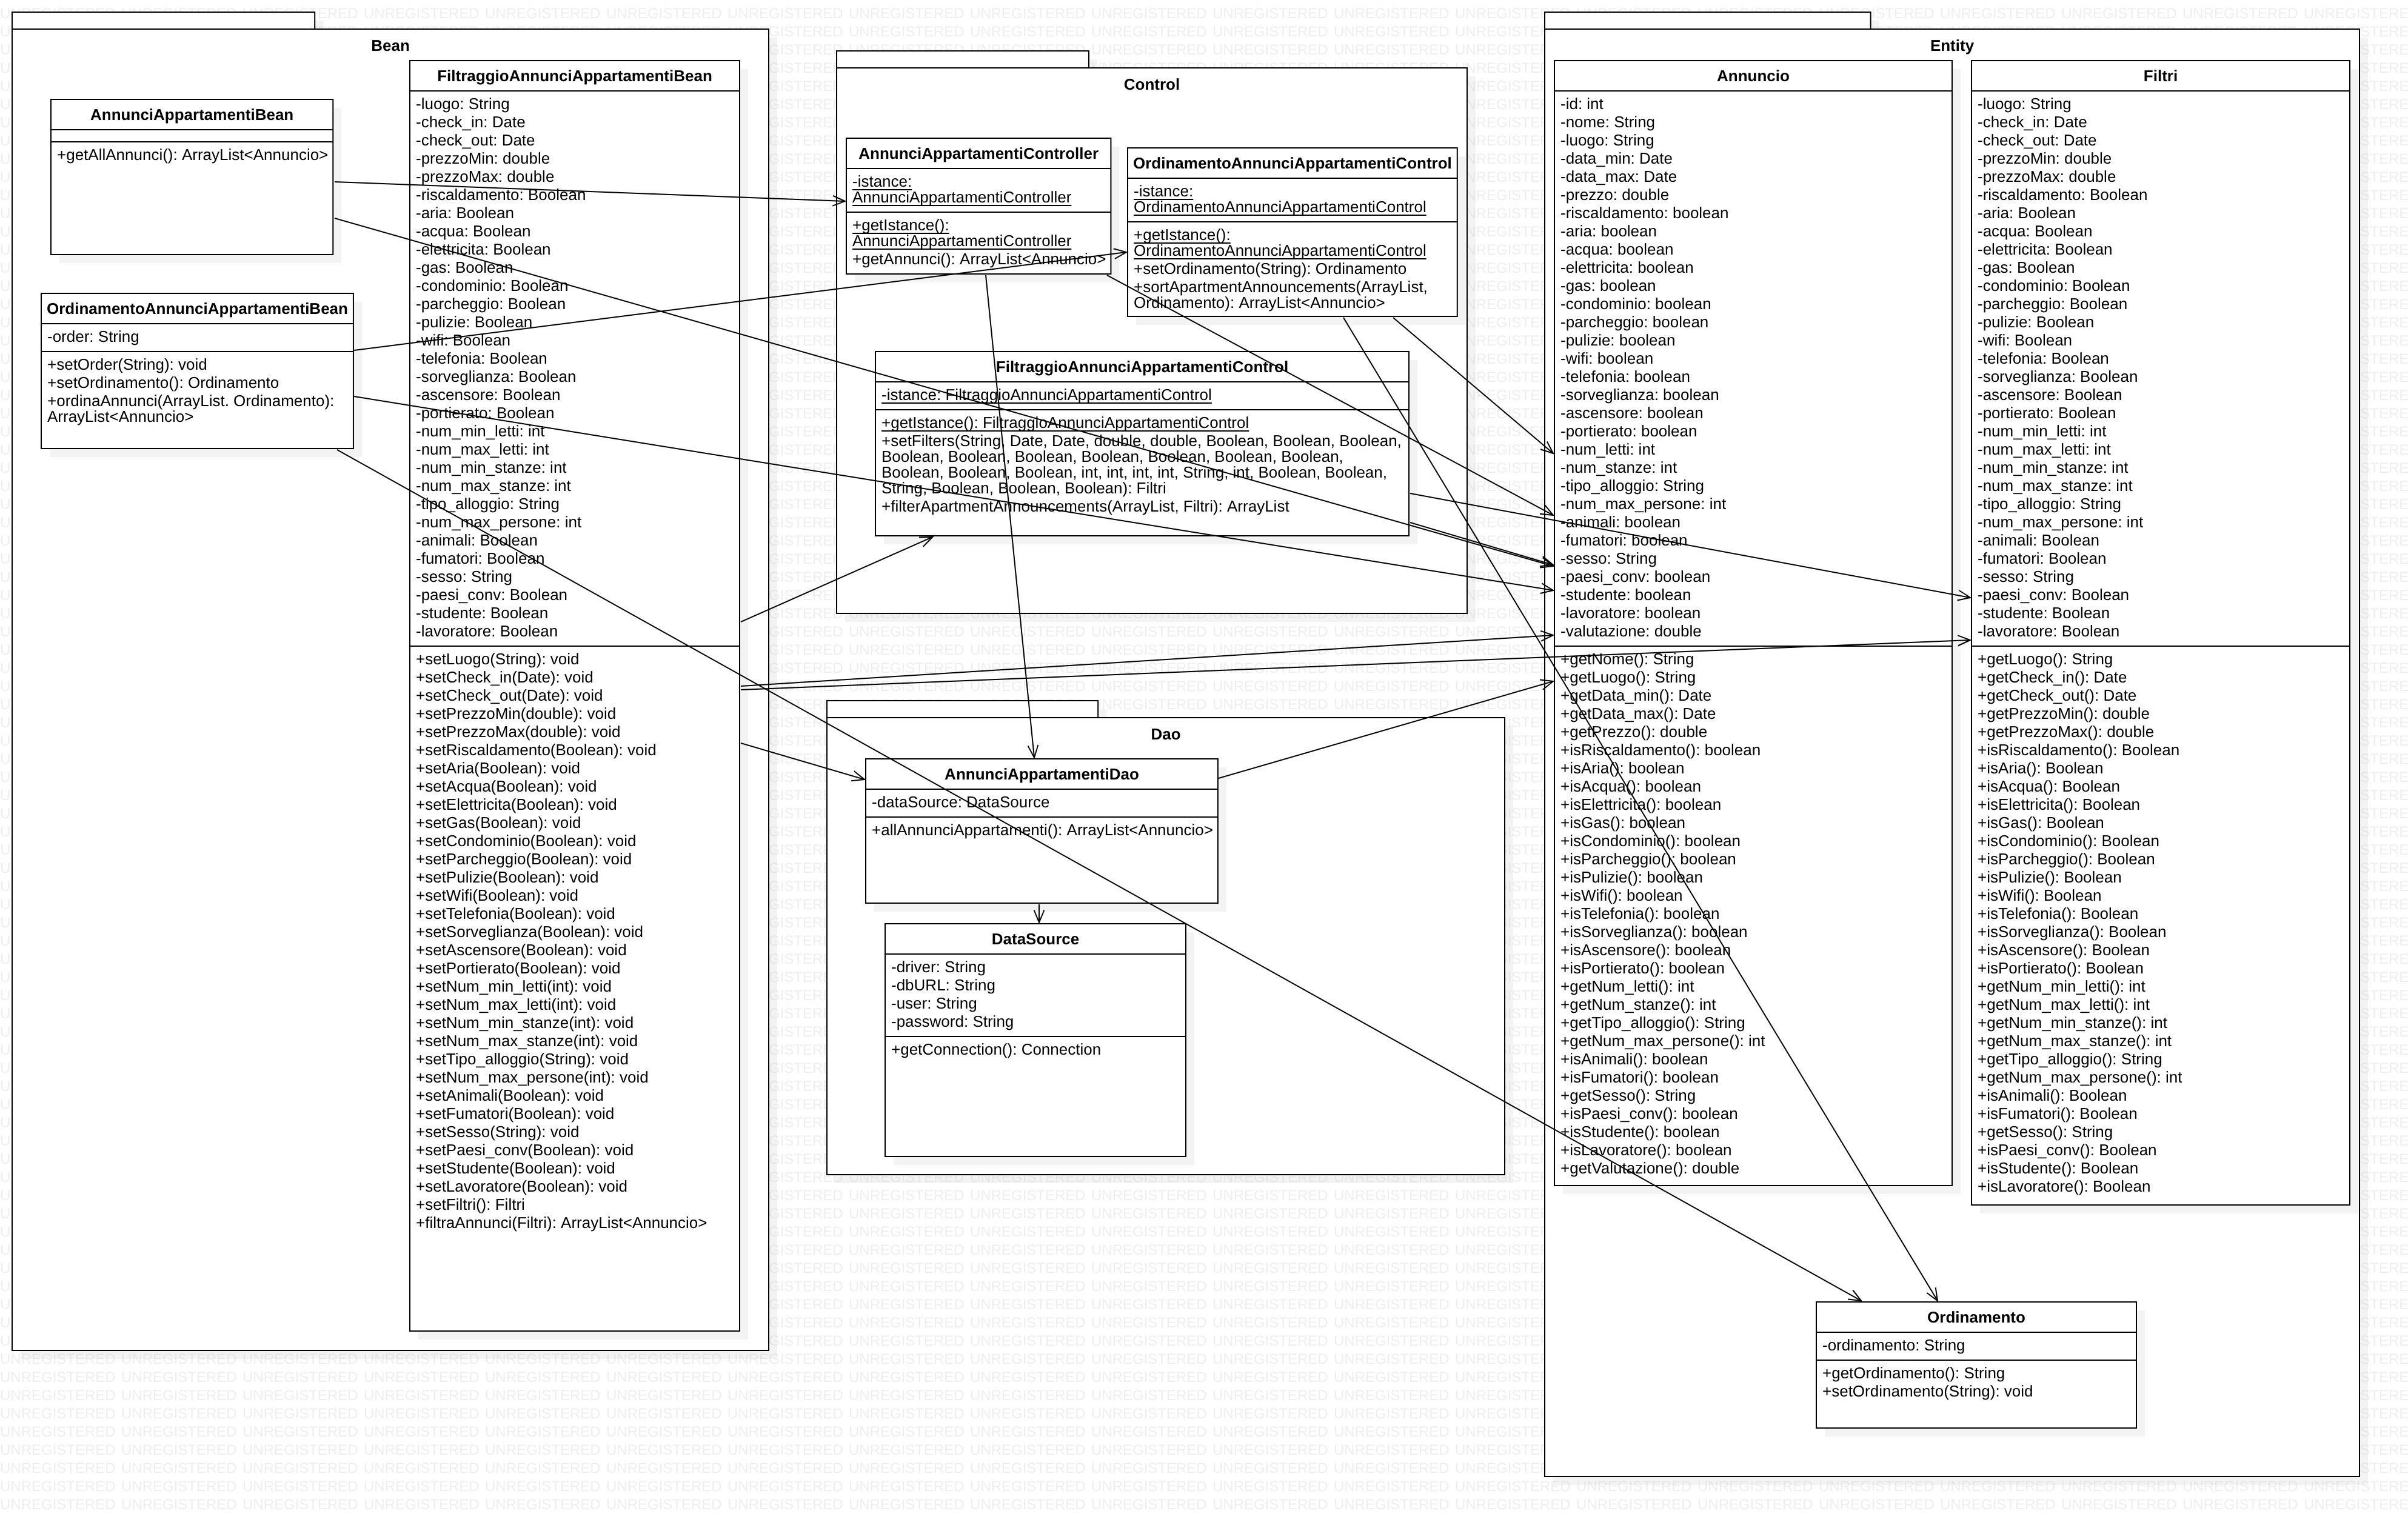 Bean
AnnunciAppartamentiBean
+getAllAnnunci(): ArrayList<Annuncio>
OrdinamentoAnnunciAppartamentiBean
-order: String
+setOrder(String): void
+setOrdinamento(): Ordinamento
+ordinaAnnunci(ArrayList. Ordinamento):
ArrayList<Annuncio>
FiltraggioAnnunciAppartamentiBean
-luogo: String
-check_in: Date
-check_out: Date
-prezzoMin: double
-prezzoMax: double
-riscaldamento: Boolean
-aria: Boolean
-acqua: Boolean
-elettricita: Boolean
-gas: Boolean
-condominio: Boolean
-parcheggio: Boolean
-pulizie: Boolean
-wifi: Boolean
-telefonia: Boolean
-sorveglianza: Boolean
-ascensore: Boolean
-portierato: Boolean
-num_min_letti: int
-num_max_letti: int
-num_min_stanze: int
-num_max_stanze: int
-tipo_alloggio: String
-num_max_persone: int
-animali: Boolean
-fumatori: Boolean
-sesso: String
-paesi_conv: Boolean
-studente: Boolean
-lavoratore: Boolean
+setLuogo(String): void
+setCheck_in(Date): void
+setCheck_out(Date): void
+setPrezzoMin(double): void
+setPrezzoMax(double): void
+setRiscaldamento(Boolean): void
+setAria(Boolean): void
+setAcqua(Boolean): void
+setElettricita(Boolean): void
+setGas(Boolean): void
+setCondominio(Boolean): void
+setParcheggio(Boolean): void
+setPulizie(Boolean): void
+setWifi(Boolean): void
+setTelefonia(Boolean): void
+setSorveglianza(Boolean): void
+setAscensore(Boolean): void
+setPortierato(Boolean): void
+setNum_min_letti(int): void
+setNum_max_letti(int): void
+setNum_min_stanze(int): void
+setNum_max_stanze(int): void
+setTipo_alloggio(String): void
+setNum_max_persone(int): void
+setAnimali(Boolean): void
+setFumatori(Boolean): void
+setSesso(String): void
+setPaesi_conv(Boolean): void
+setStudente(Boolean): void
+setLavoratore(Boolean): void
+setFiltri(): Filtri
+filtraAnnunci(Filtri): ArrayList<Annuncio>
Control
AnnunciAppartamentiController
-istance:
AnnunciAppartamentiController
+getIstance():
AnnunciAppartamentiController
+getAnnunci(): ArrayList<Annuncio>
OrdinamentoAnnunciAppartamentiControl
-istance:
OrdinamentoAnnunciAppartamentiControl
+getIstance():
OrdinamentoAnnunciAppartamentiControl
+setOrdinamento(String): Ordinamento
+sortApartmentAnnouncements(ArrayList,
Ordinamento): ArrayList<Annuncio>
FiltraggioAnnunciAppartamentiControl
-istance: FiltraggioAnnunciAppartamentiControl
+getIstance(): FiltraggioAnnunciAppartamentiControl
+setFilters(String, Date, Date, double, double, Boolean, Boolean, Boolean,
Boolean, Boolean, Boolean, Boolean, Boolean, Boolean, Boolean,
Boolean, Boolean, Boolean, int, int, int, int, String, int, Boolean, Boolean,
String, Boolean, Boolean, Boolean): Filtri
+filterApartmentAnnouncements(ArrayList, Filtri): ArrayList
Dao
AnnunciAppartamentiDao
-dataSource: DataSource
+allAnnunciAppartamenti(): ArrayList<Annuncio>
DataSource
-driver: String
-dbURL: String
-user: String
-password: String
+getConnection(): Connection
Entity
Annuncio
-id: int
-nome: String
-luogo: String
-data_min: Date
-data_max: Date
-prezzo: double
-riscaldamento: boolean
-aria: boolean
-acqua: boolean
-elettricita: boolean
-gas: boolean
-condominio: boolean
-parcheggio: boolean
-pulizie: boolean
-wifi: boolean
-telefonia: boolean
-sorveglianza: boolean
-ascensore: boolean
-portierato: boolean
-num_letti: int
-num_stanze: int
-tipo_alloggio: String
-num_max_persone: int
-animali: boolean
-fumatori: boolean
-sesso: String
-paesi_conv: boolean
-studente: boolean
-lavoratore: boolean
-valutazione: double
+getNome(): String
+getLuogo(): String
+getData_min(): Date
+getData_max(): Date
+getPrezzo(): double
+isRiscaldamento(): boolean
+isAria(): boolean
+isAcqua(): boolean
+isElettricita(): boolean
+isGas(): boolean
+isCondominio(): boolean
+isParcheggio(): boolean
+isPulizie(): boolean
+isWifi(): boolean
+isTelefonia(): boolean
+isSorveglianza(): boolean
+isAscensore(): boolean
+isPortierato(): boolean
+getNum_letti(): int
+getNum_stanze(): int
+getTipo_alloggio(): String
+getNum_max_persone(): int
+isAnimali(): boolean
+isFumatori(): boolean
+getSesso(): String
+isPaesi_conv(): boolean
+isStudente(): boolean
+isLavoratore(): boolean
+getValutazione(): double
Filtri
-luogo: String
-check_in: Date
-check_out: Date
-prezzoMin: double
-prezzoMax: double
-riscaldamento: Boolean
-aria: Boolean
-acqua: Boolean
-elettricita: Boolean
-gas: Boolean
-condominio: Boolean
-parcheggio: Boolean
-pulizie: Boolean
-wifi: Boolean
-telefonia: Boolean
-sorveglianza: Boolean
-ascensore: Boolean
-portierato: Boolean
-num_min_letti: int
-num_max_letti: int
-num_min_stanze: int
-num_max_stanze: int
-tipo_alloggio: String
-num_max_persone: int
-animali: Boolean
-fumatori: Boolean
-sesso: String
-paesi_conv: Boolean
-studente: Boolean
-lavoratore: Boolean
+getLuogo(): String
+getCheck_in(): Date
+getCheck_out(): Date
+getPrezzoMin(): double
+getPrezzoMax(): double
+isRiscaldamento(): Boolean
+isAria(): Boolean
+isAcqua(): Boolean
+isElettricita(): Boolean
+isGas(): Boolean
+isCondominio(): Boolean
+isParcheggio(): Boolean
+isPulizie(): Boolean
+isWifi(): Boolean
+isTelefonia(): Boolean
+isSorveglianza(): Boolean
+isAscensore(): Boolean
+isPortierato(): Boolean
+getNum_min_letti(): int
+getNum_max_letti(): int
+getNum_min_stanze(): int
+getNum_max_stanze(): int
+getTipo_alloggio(): String
+getNum_max_persone(): int
+isAnimali(): Boolean
+isFumatori(): Boolean
+getSesso(): String
+isPaesi_conv(): Boolean
+isStudente(): Boolean
+isLavoratore(): Boolean
Ordinamento
-ordinamento: String
+getOrdinamento(): String
+setOrdinamento(String): void